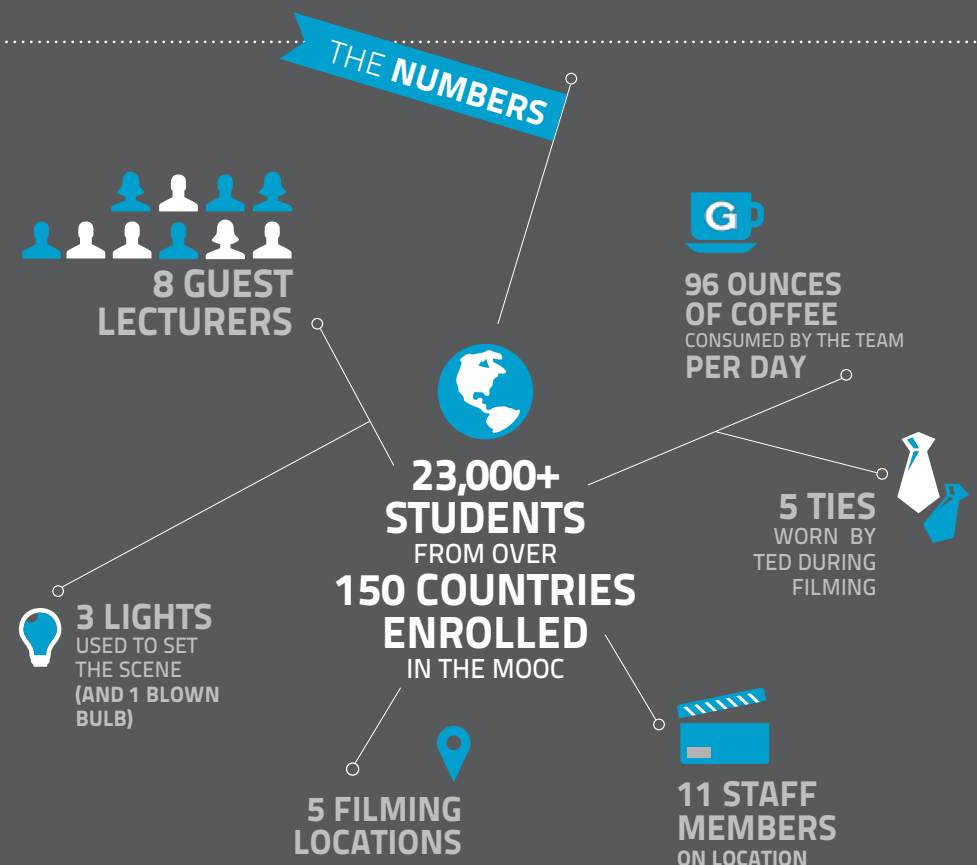 THE NUMBERS
8 GUEST
LECTURERS
G
96 OUNCES
OF COFFEE
CONSUMED BY THE TEAM
PER DAY
23,000+
STUDENTS
FROM OVER
150 COUNTRIES
ENROLLED
IN THE MOOC
5 TIES
WORN BY
TED DURING
FILMING
3 LIGHTS
USED TO SET
THE SCENE
(AND 1 BLOWN
BULB)
5 FILMING
LOCATIONS
11 STAFF
MEMBERS
ON LOCATION